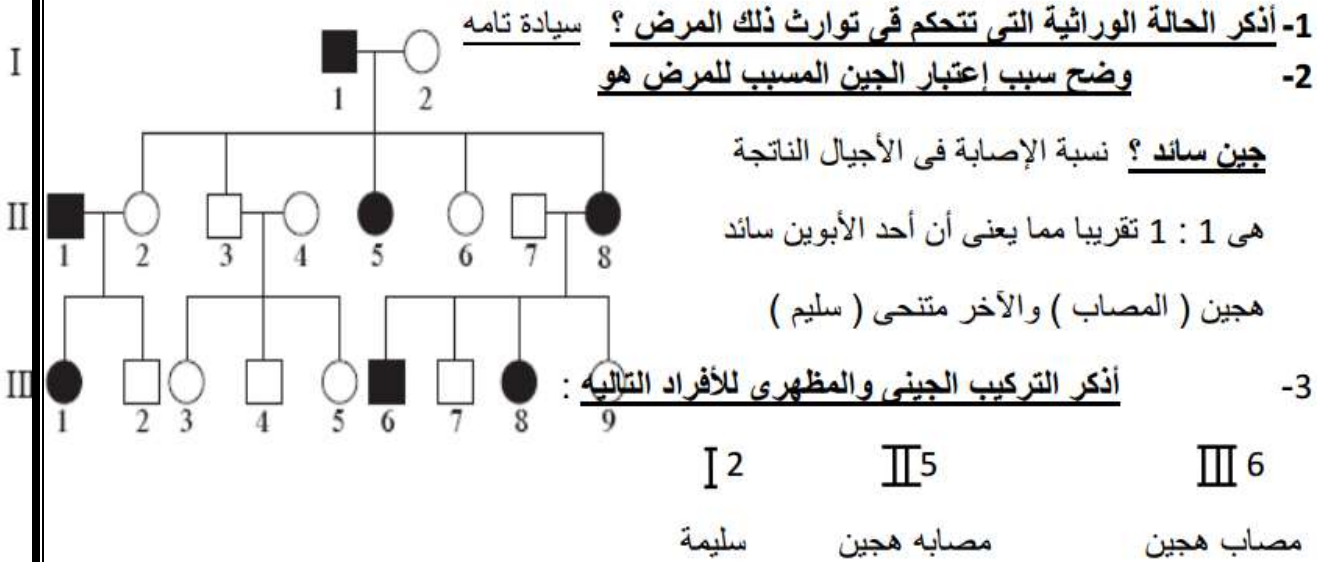 1- أذكر الحالة الوراثية التى تتحكم قى توارث ذلك المرض ؟ سيادة تامه
2- وضح سبب إعتبار الجين المسبب للمرض هو
جين سائد ؟ نسبة الإصابة فى الأجيال الناتجة
هى 1 : 1 تقريبا مما يعنى أن أحد الأبوين سائد
هجين ( المصاب ) والآخر متنحى ( سليم )
3- أذكر التركيب الجينى والمظهرى للأفراد التاليه :
III 6 II5 I 2
مصاب هجين مصابه هجين سليمة
I
1 2
II
1 2 3 4 5 6 7 8
III
1 2 3 4 5 6 7 8 9